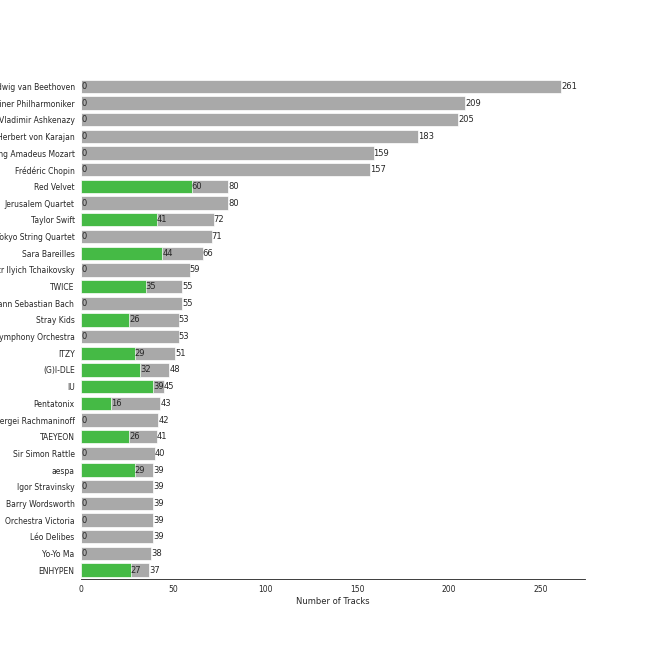 dwig van Beethoven 0 261
iner Philharmoniker 0 209
Vladimir Ashkenazy 0 205
Herbert von Karajan 0 183
ng Amadeus Mozart 0 159
Frédéric Chopin 0 157
Red Velvet 60 80
Jerusalem Quartet 0 80
Taylor Swift 41 72
okyo String Quartet 0 71
Sara Bareilles 44 66
r Ilyich Tchaikovsky 0 59
TWICE 35 55
ann Sebastian Bach 0 55
Stray Kids 26 53
ymphony Orchestra 0 53
ITZY 29 51
(G)I-DLE 32 48
IU 39 45
Pentatonix 16 43
ergei Rachmaninoff 0 42
TAEYEON 26 41
Sir Simon Rattle 0 40
aespa 29 39
Igor Stravinsky 0 39
Barry Wordsworth 0 39
Orchestra Victoria 0 39
Léo Delibes 0 39
Yo-Yo Ma 0 38
ENHYPEN 27 37
0 50 100 150 200 250
Number of Tracks